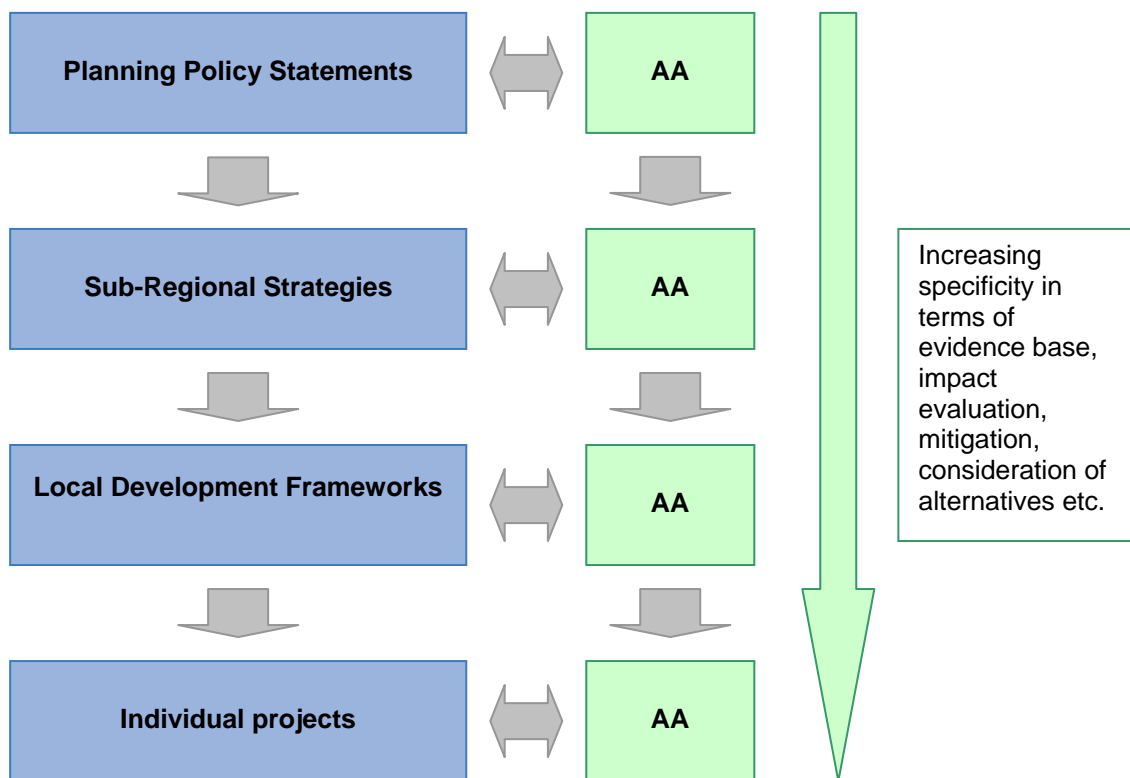 Planning Policy Statements
AA
Sub-Regional Strategies
AA
Increasing
specificity in
terms of
evidence base,
impact
evaluation,
mitigation,
consideration of
alternatives etc.
Local Development Frameworks
AA
Individual projects
AA